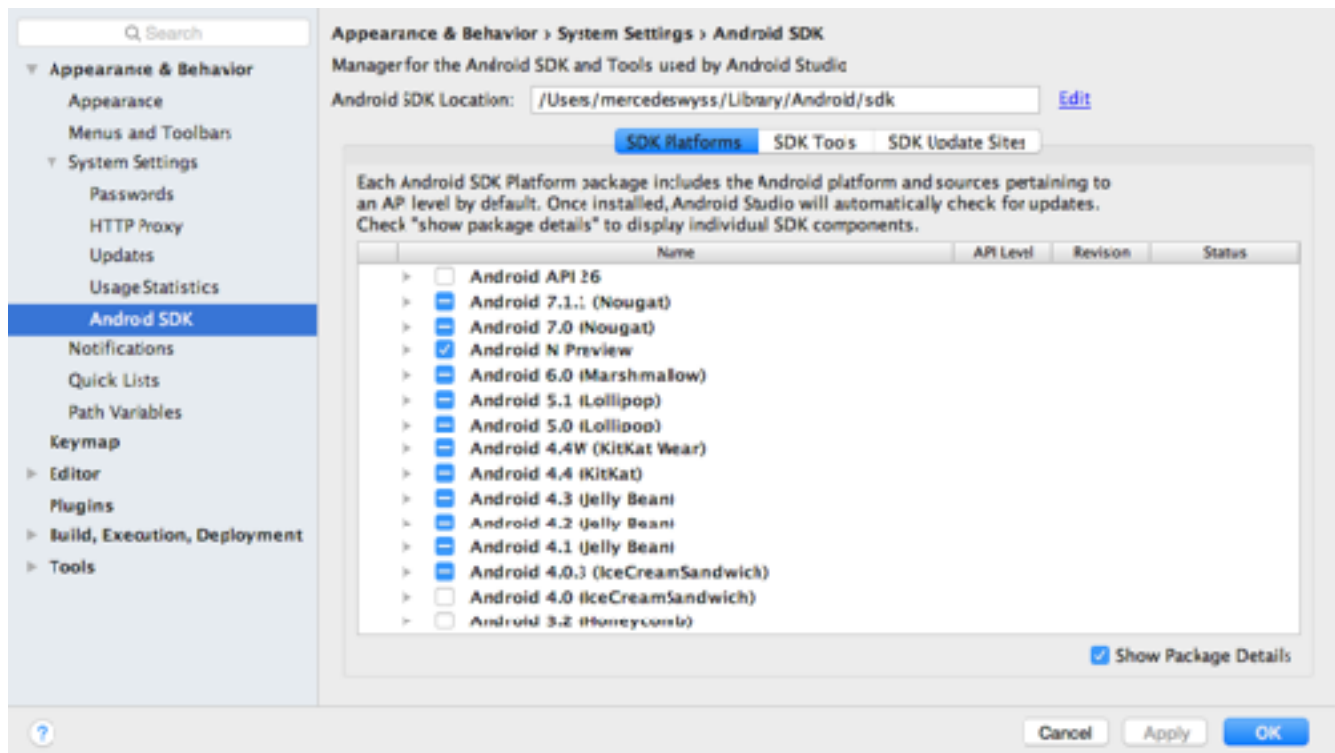 Search
Appearance & Behavior
Appearance
Menus and Toolbars
System Settings
Passwords
HTTP Proxy
Updates
Usage Statistics
Android SDK
Notifications
Quick Lists
Path Variables
Keymap
Editor
Plugins
Build, Execution, Deployment
Tools
Appearance & Behavior › System Settings › Android SDK
Manager for the Android SDK and Tools used by Android Studio
Android SDK Location: /Users/mercedeswyss/Library/Android/sdk Edit
SDK Platforms SDK Tools SDK Update Sites
Each Android SDK Platform package includes the Android platform and sources pertaining to
an API level by default. Once installed, Android Studio will automatically check for updates.
Check "show package details" to display individual SDK components.
Name API Level Revision Status
Android API 26
Android 7.1.1 (Nougat)
Android 7.0 (Nougat)
Android N Preview
Android 6.0 (Marshmallow)
Android 5.1 (Lollipop)
Android 5.0 (Lollipop)
Android 4.4W (KitKat Wear)
Android 4.4 (KitKat)
Android 4.3 (Jelly Bean)
Android 4.2 (Jelly Bean)
Android 4.1 (Jelly Bean)
Android 4.0.3 (IceCreamSandwich)
Android 4.0 (IceCreamSandwich)
Android 3.2 (Honeycomb)
Show Package Details
?
Cancel Apply OK